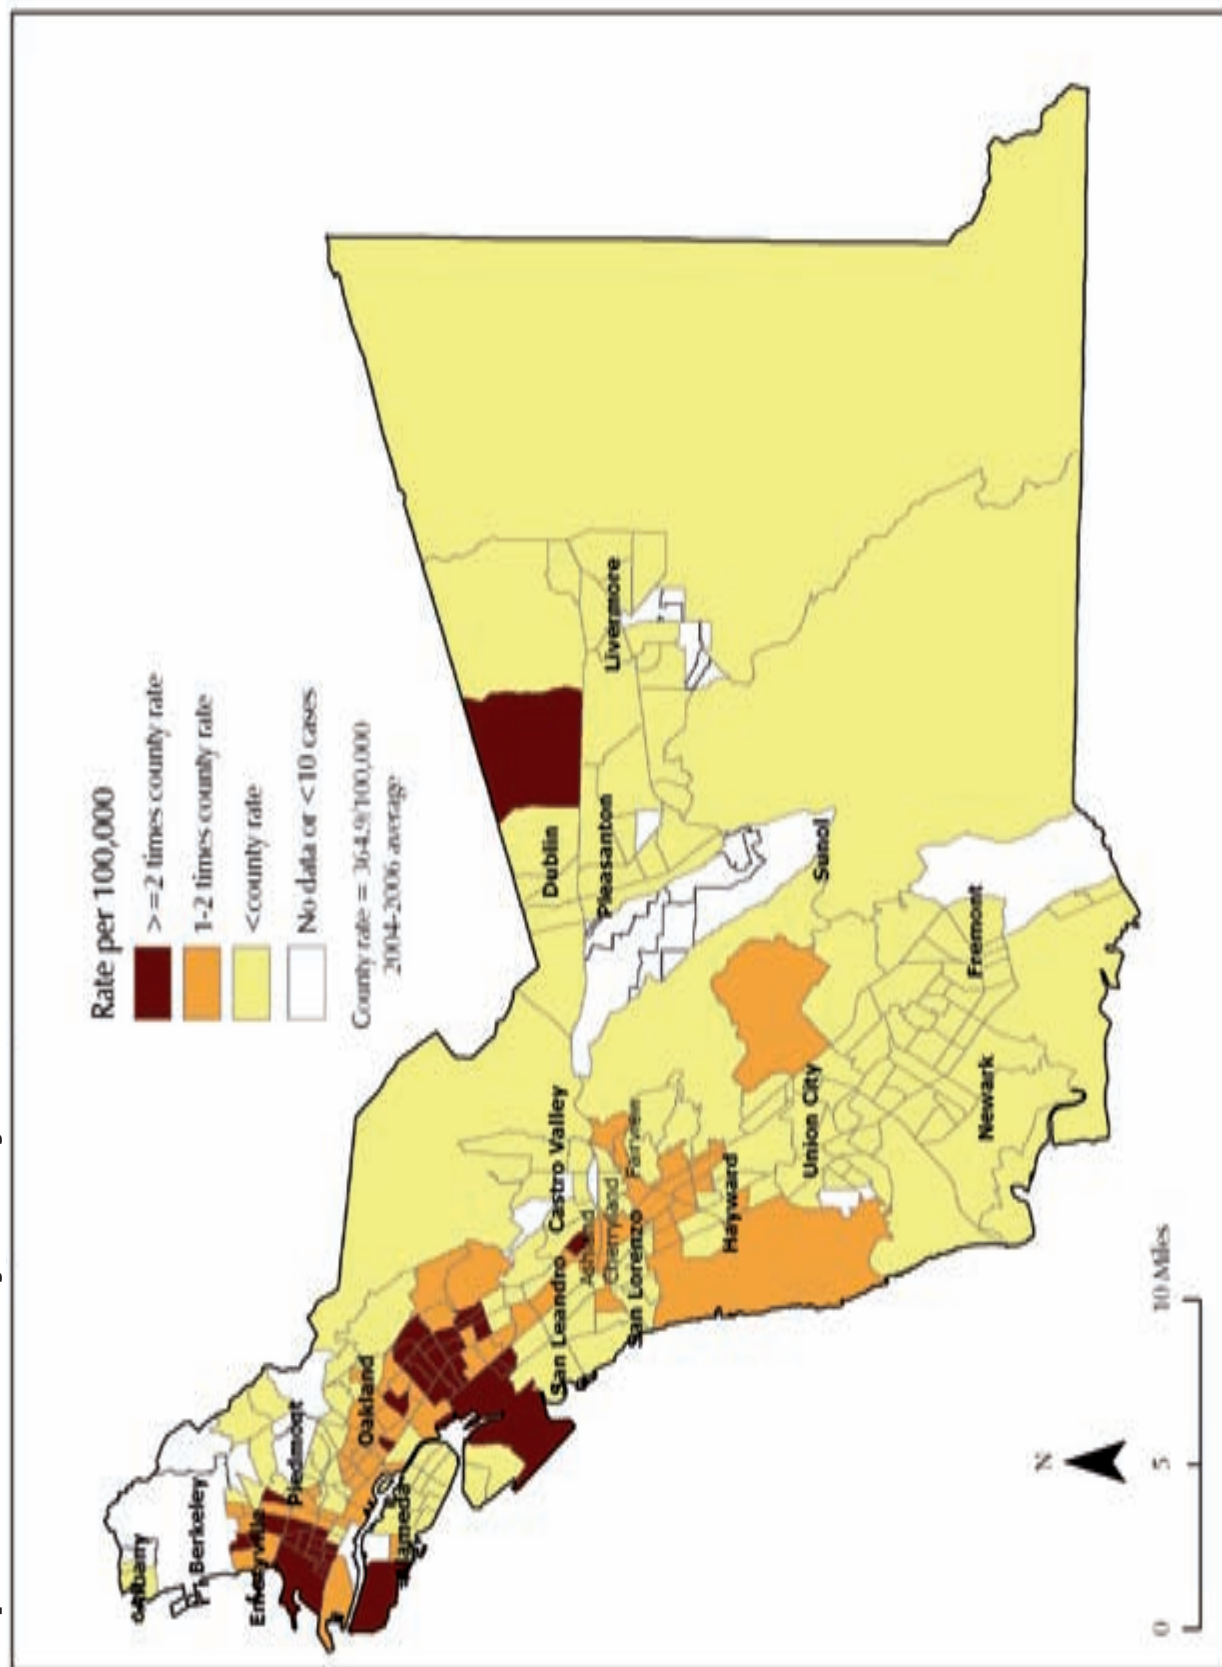 Rate per 100,000
>=2 times county rate
1-2 times county rate
<county rate
No data or <10 cases
County rate = 364.9/100,000
2004-2006 average
Albany
Berkeley
Emeryville
Piedmont
Oakland
Alameda
San Leandro
Castro Valley
Ashland
Cherryland
San Lorenzo
Fairview
Hayward
Union City
Newark
Fremont
Sunol
Dublin
Pleasanton
Livermore
N
0 5 10 Miles